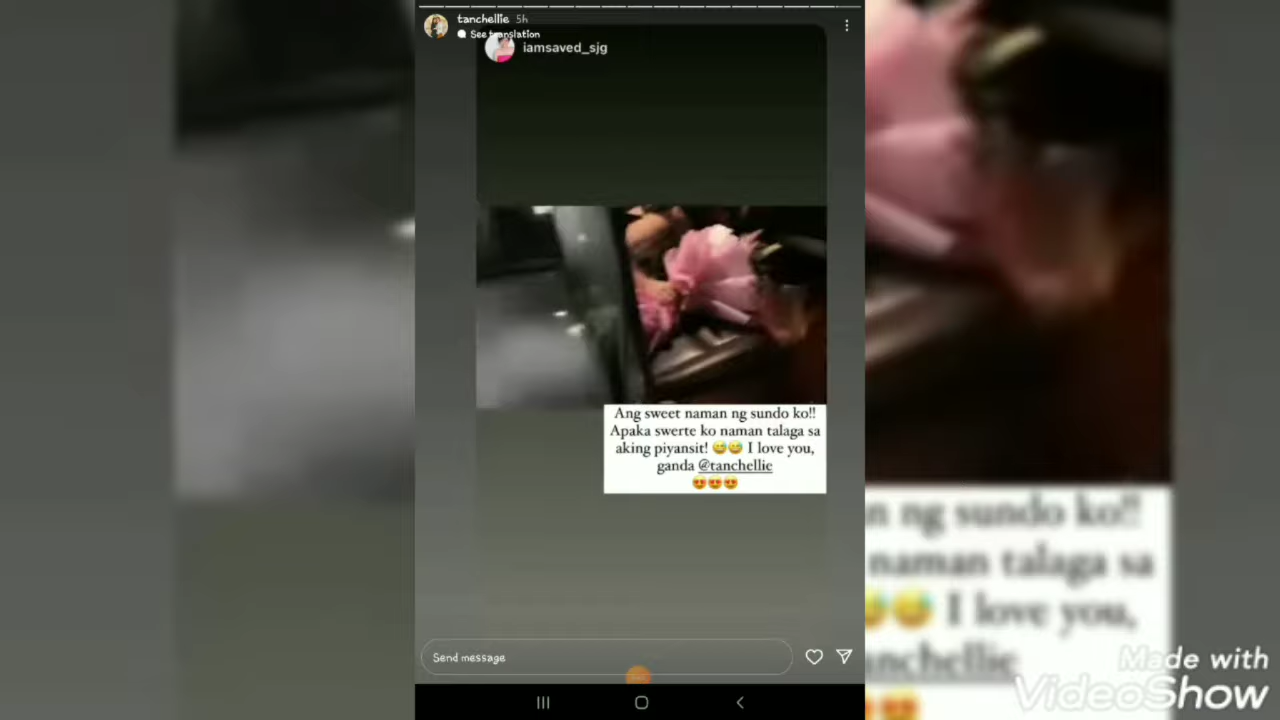 tanchellie 5h
See translation
iamsaved_sjg
Ang sweet naman ng sundo ko!!
Apaka swerte ko naman talaga sa
aking piyansit! 😅😅 I love you,
ganda @tanchellie
😍😍😍
Send message
n ng sundo ko!!
naman talaga sa
😅 I love you,
anchellie
Made with
VideoShow